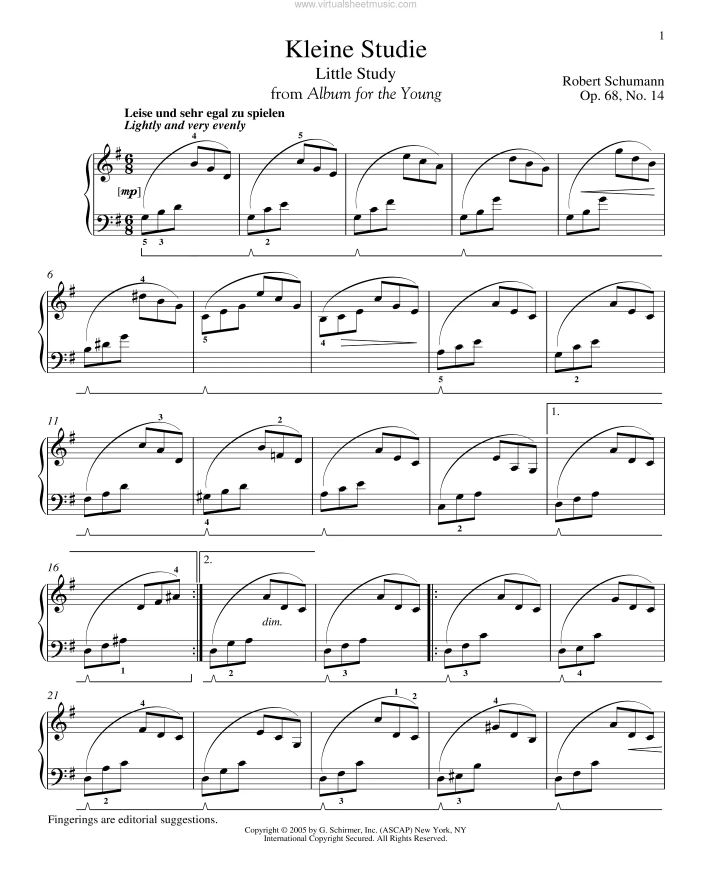 www.virtualsheetmusic.com
1
Kleine Studie
Little Study
from Album for the Young
Robert Schumann
Op. 68, No. 14
Leise und sehr egal zu spielen
Lightly and very evenly
4 5
6 8
[mp]
6 8
5 3 2
6
4
5 4
5 2
11
3 2
1.
4 2
16
4
2.
dim.
1 2 3 3 4
21
4 1 2 4
2 3 3
Fingerings are editorial suggestions.
Copyright © 2005 by G. Schirmer, Inc. (ASCAP) New York, NY
International Copyright Secured. All Rights Reserved.